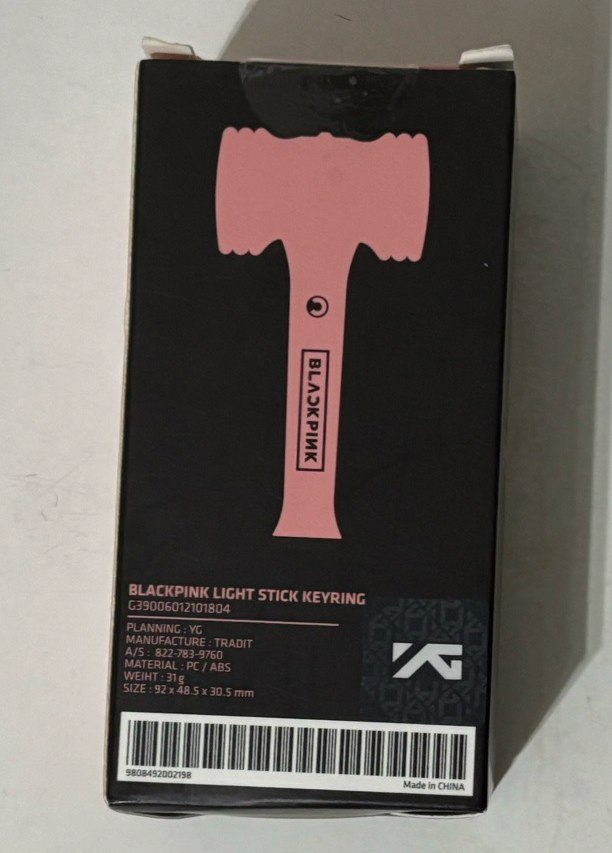 BLACKPINK
BLACKPINK LIGHT STICK KEYRING
G39006012101804
PLANNING : YG
MANUFACTURE : TRADIT
A/S : 822-783-9760
MATERIAL : PC / ABS
WEIHT : 31g
SIZE : 92 x 48.5 x 30.5 mm
YG
9808492002198
Made in CHINA